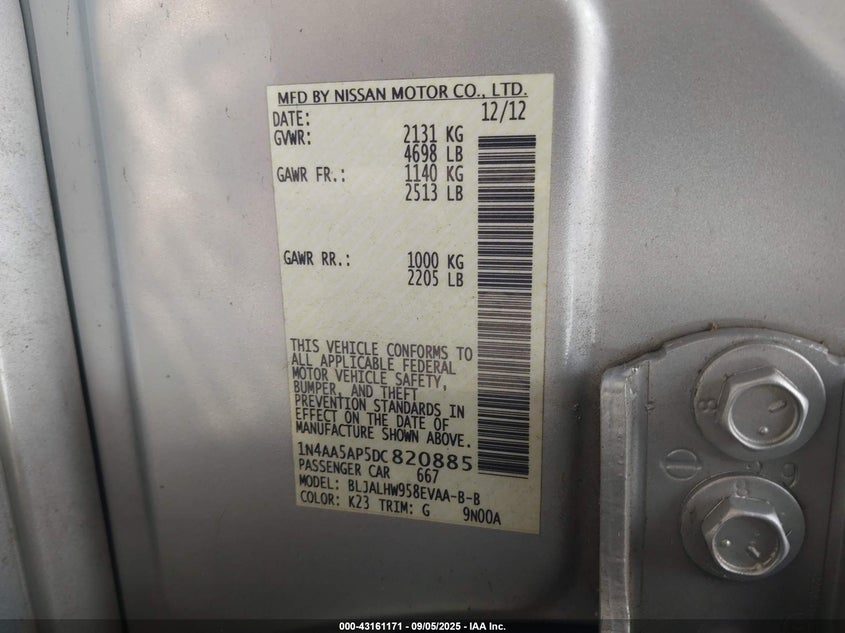 MFD BY NISSAN MOTOR CO., LTD.
DATE: 12/12
GVWR: 2131 KG
4698 LB
GAWR FR.: 1140 KG
2513 LB
GAWR RR.: 1000 KG
2205 LB
THIS VEHICLE CONFORMS TO
ALL APPLICABLE FEDERAL
MOTOR VEHICLE SAFETY,
BUMPER, AND THEFT
PREVENTION STANDARDS IN
EFFECT ON THE DATE OF
MANUFACTURE SHOWN ABOVE.
1N4AA5AP5DC820885
PASSENGER CAR 667
MODEL: BLJALHW958EVAA-B-B
COLOR: K23 TRIM: G 9N00A
000-43161171 - 09/05/2025 - IAA Inc.